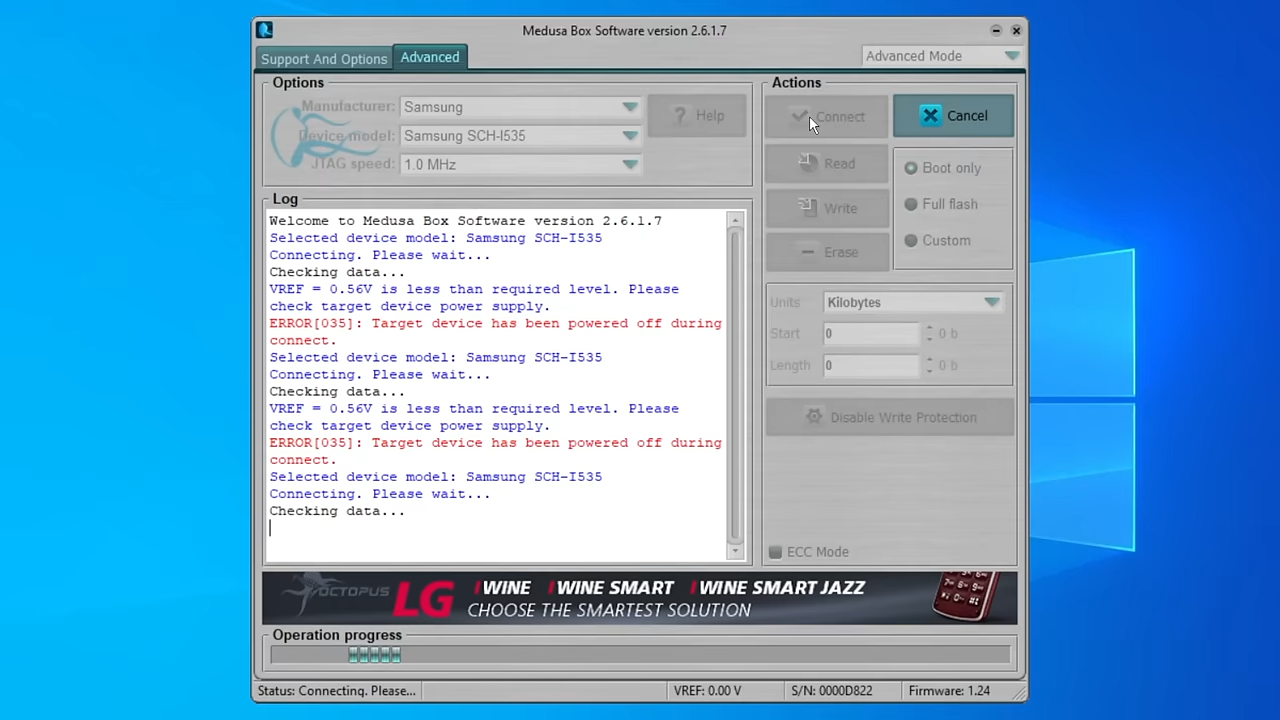 Medusa Box Software version 2.6.1.7
Support And Options
Advanced
Advanced Mode
Options
Manufacturer:
Samsung
Help
Device model:
Samsung SCH-I535
JTAG speed:
1.0 MHz
Actions
Connect
Cancel
Read
Boot only
Write
Full flash
Erase
Custom
Log
Welcome to Medusa Box Software version 2.6.1.7
Selected device model: Samsung SCH-I535
Connecting. Please wait...
Checking data...
VREF = 0.56V is less than required level. Please
check target device power supply.
ERROR[035]: Target device has been powered off during
connect.
Selected device model: Samsung SCH-I535
Connecting. Please wait...
Checking data...
VREF = 0.56V is less than required level. Please
check target device power supply.
ERROR[035]: Target device has been powered off during
connect.
Selected device model: Samsung SCH-I535
Connecting. Please wait...
Checking data...
Units
Kilobytes
Start
0
0 b
Length
0
0 b
Disable Write Protection
ECC Mode
OCTOPUS
LG
WINE WINE SMART WINE SMART JAZZ
CHOOSE THE SMARTEST SOLUTION
Operation progress
Status: Connecting. Please...
VREF: 0.00 V
S/N: 0000D822
Firmware: 1.24